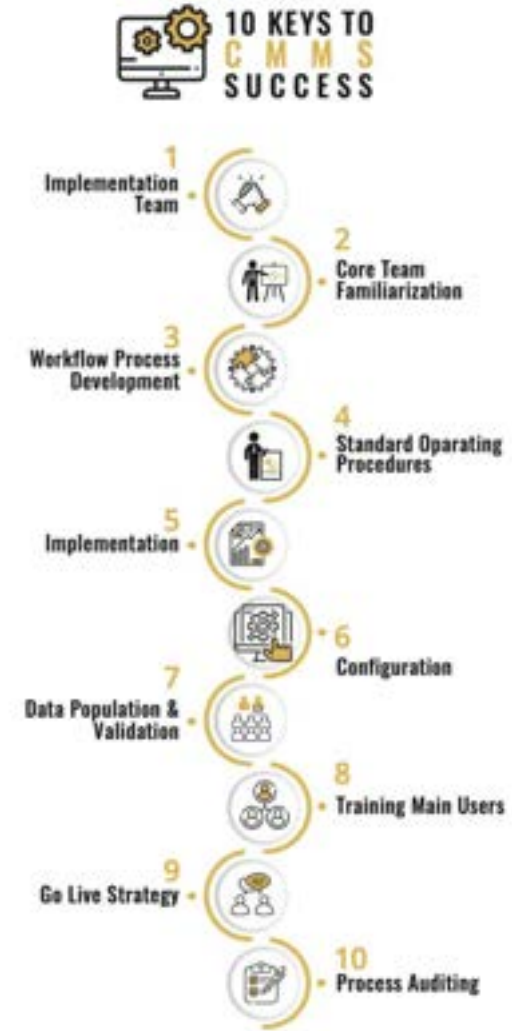 10 KEYS TO
CMMS
SUCCESS
1
Implementation
Team
2
Core Team
Familiarization
3
Workflow Process
Development
4
Standard Oparating
Procedures
5
Implementation
6
Configuration
7
Data Population &
Validation
8
Training Main Users
9
Go Live Strategy
10
Process Auditing